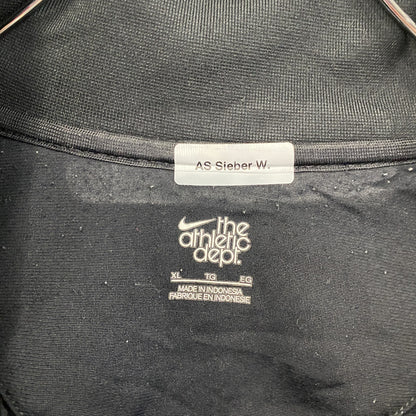 AS Sieber W.
the
athletic
dept.
XL TG EG
MADE IN INDONESIA
FABRIQUE EN INDONESIE